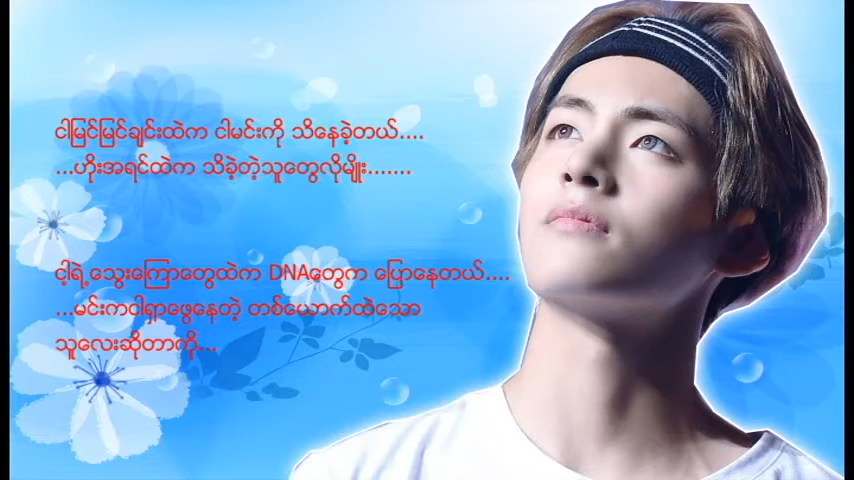 ငါမြင်မြင်ချင်းထဲက ငါမင်းကို သိနေခဲ့တယ်....
...ဟိုးအရင်ထဲက သိခဲ့တဲ့သူတွေလိုမျိုး.......
ငါ့ရဲ့ သွေးကြောတွေထဲက DNAတွေက ပြောနေတယ်....
...မင်းကငါရှာဖွေနေတဲ့ တစ်ယောက်ထဲသော
သူလေးဆိုတာကို...